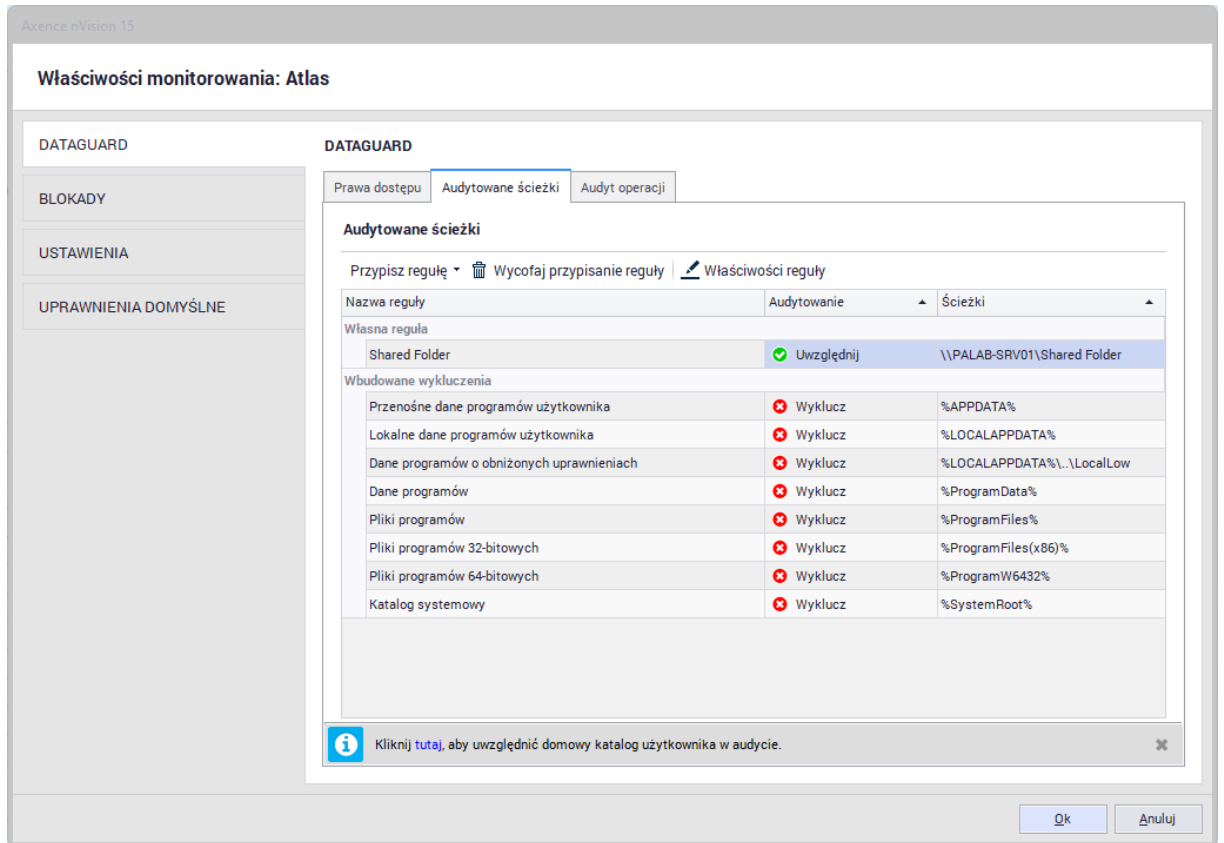 Axence nVision 15
Właściwości monitorowania: Atlas
DATAGUARD
BLOKADY
USTAWIENIA
UPRAWNIENIA DOMYŚLNE
DATAGUARD
Prawa dostępu Audytowane ścieżki Audyt operacji
Audytowane ścieżki
Przypisz regułę Wycofaj przypisanie reguły Właściwości reguły
Nazwa reguły Audytowanie Ścieżki
Własna reguła
Shared Folder Uwzględnij \\PALAB-SRV01\Shared Folder
Wbudowane wykluczenia
Przenośne dane programów użytkownika Wyklucz %APPDATA%
Lokalne dane programów użytkownika Wyklucz %LOCALAPPDATA%
Dane programów o obniżonych uprawnieniach Wyklucz %LOCALAPPDATA%\..\LocalLow
Dane programów Wyklucz %ProgramData%
Pliki programów Wyklucz %ProgramFiles%
Pliki programów 32-bitowych Wyklucz %ProgramFiles(x86)%
Pliki programów 64-bitowych Wyklucz %ProgramW6432%
Katalog systemowy Wyklucz %SystemRoot%
Kliknij tutaj, aby uwzględnić domowy katalog użytkownika w audycie.
Ok Anuluj